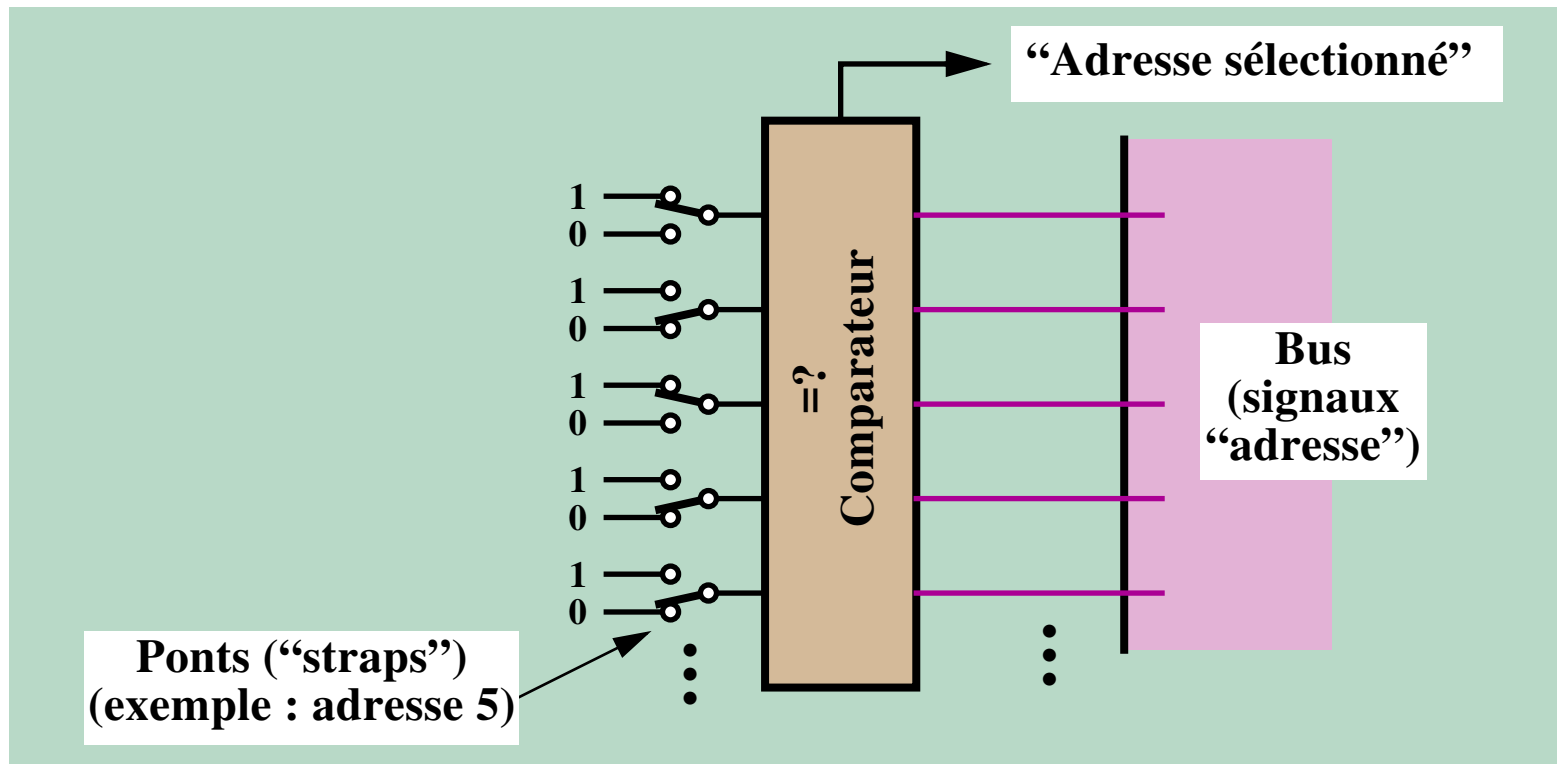 “Adresse sélectionné”
1
0
1
0
1
0
1
0
1
0
=?
Comparateur
Bus
(signaux
“adresse”)
Ponts (“straps”)
(exemple : adresse 5)